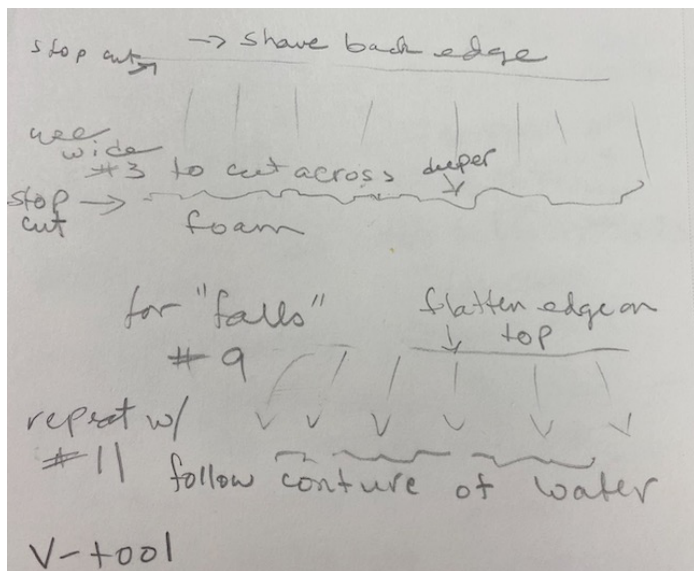 stop cut → shave back edge
use wide #3 to cut across deeper
stop cut → foam
for "falls"
#9
flatten edge on top
repeat w/ #11
follow conture of water
V-tool